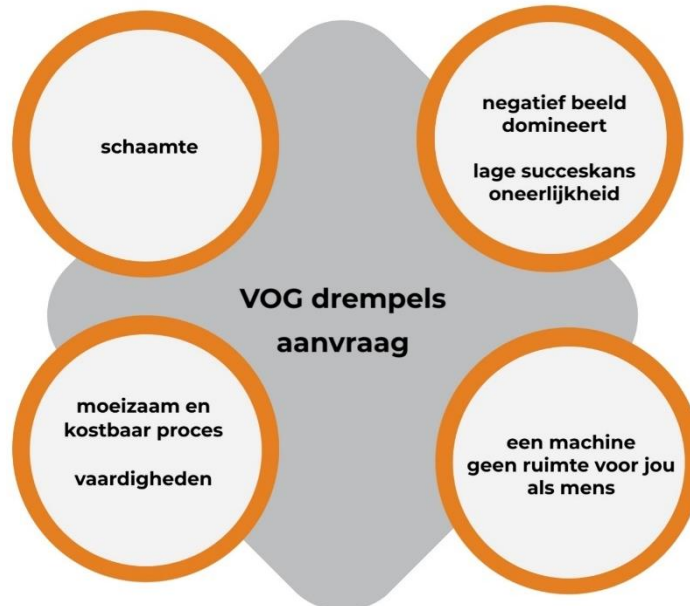 schaamte
negatief beeld
domineert
lage succeskans
oneerlijkheid
VOG drempels
aanvraag
moeizaam en
kostbaar proces
vaardigheden
een machine
geen ruimte voor jou
als mens